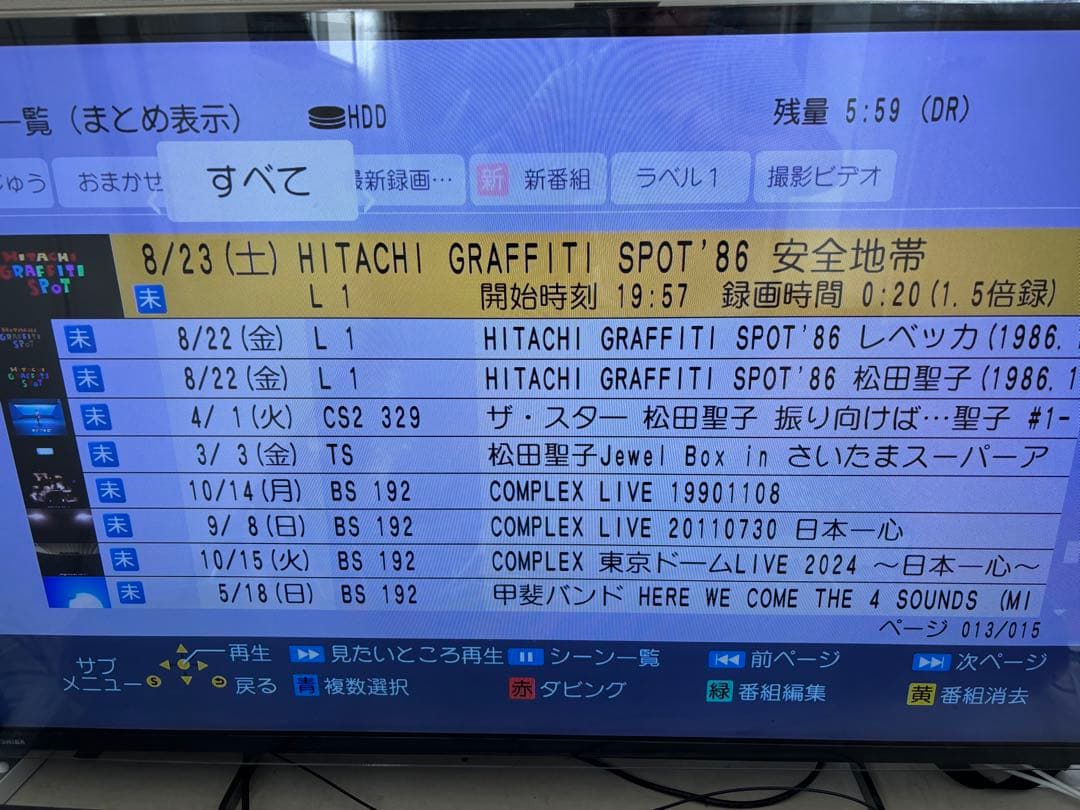 一覧（まとめ表示） HDD 残量 5:59 (DR)
じゅう おまかせ すべて 最新録画… 新 新番組 ラベル1 撮影ビデオ
HITACHI GRAFFITI SPOT
8/23(土) HITACHI GRAFFITI SPOT'86 安全地帯
未 L 1 開始時刻 19:57 録画時間 0:20(1.5倍録)
未 8/22(金) L 1 HITACHI GRAFFITI SPOT'86 レベッカ(1986.
未 8/22(金) L 1 HITACHI GRAFFITI SPOT'86 松田聖子(1986.1
未 4/ 1(火) CS2 329 ザ・スター 松田聖子 振り向けば…聖子 #1-
未 3/ 3(金) TS 松田聖子Jewel Box in さいたまスーパーア
未 10/14(月) BS 192 COMPLEX LIVE 19901108
未 9/ 8(日) BS 192 COMPLEX LIVE 20110730 日本一心
未 10/15(火) BS 192 COMPLEX 東京ドームLIVE 2024 〜日本一心〜
未 5/18(日) BS 192 甲斐バンド HERE WE COME THE 4 SOUNDS (MI
ページ 013/015
サブメニュー S 再生 戻る
見たいところ再生 シーン一覧 前ページ 次ページ
青 複数選択 赤 ダビング 緑 番組編集 黄 番組消去